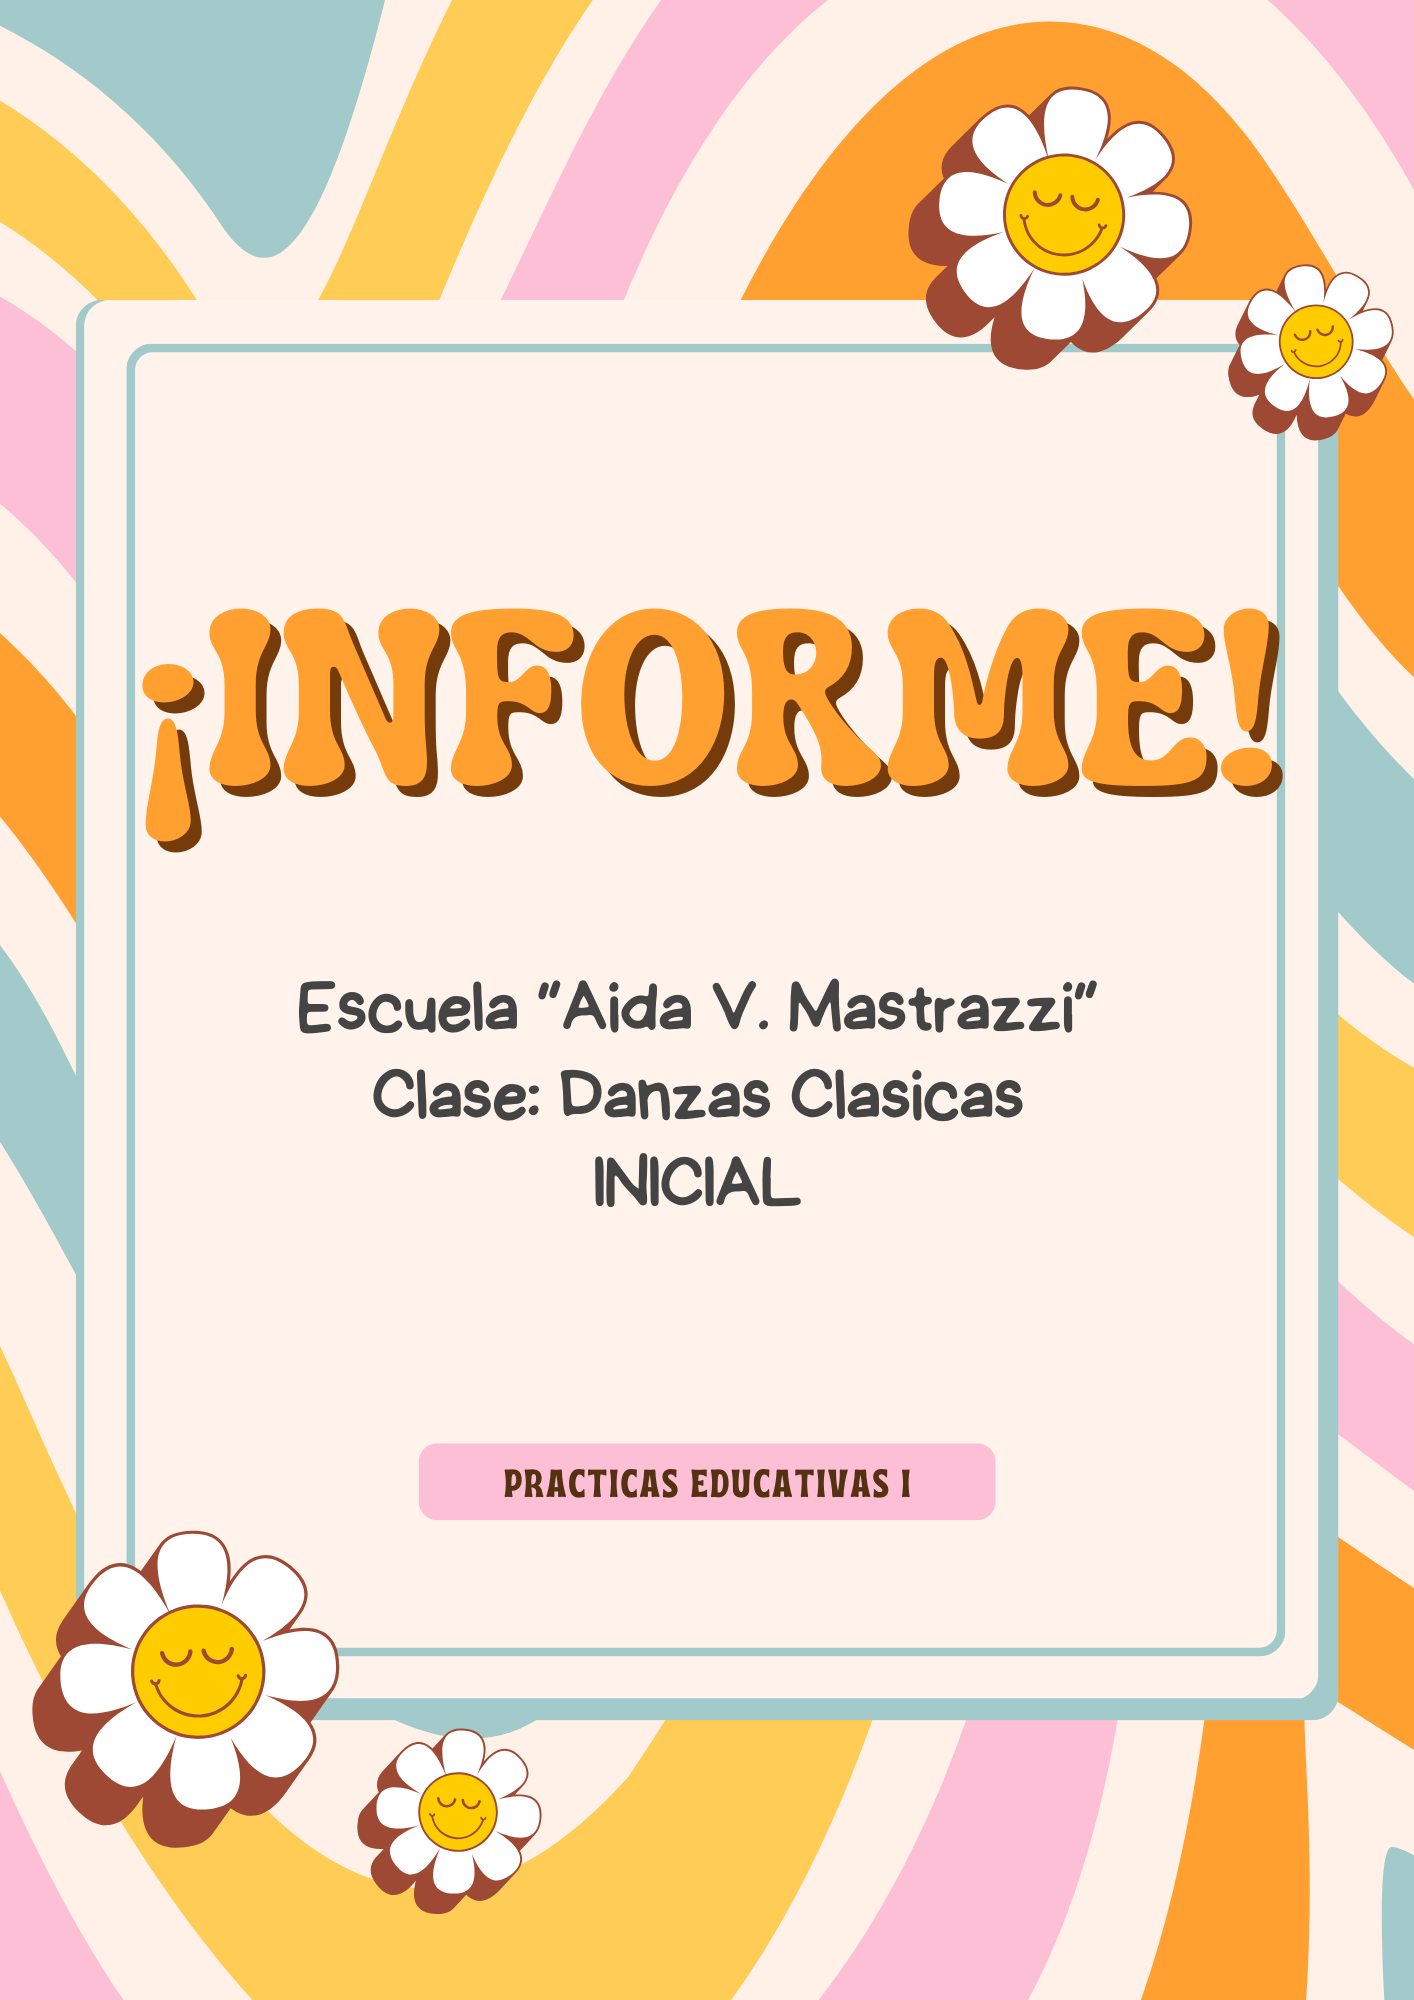 ¡INFORME!
Escuela "Aida V. Mastrazzi"
Clase: Danzas Clasicas
INICIAL
PRACTICAS EDUCATIVAS I